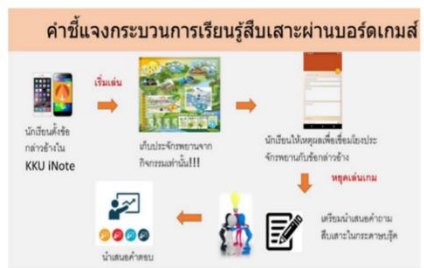 คำชี้แจงกระบวนการเรียนรู้สืบเสาะผ่านบอร์ดเกมส์
เริ่มเล่น
นักเรียนตั้งข้อ
กล่าวอ้างใน
KKU iNote
เก็บประจักษ์พยานจาก
กิจกรรมเท่านั้น!!!
นักเรียนให้เหตุผลเพื่อเชื่อมโยงประ
จักรพยานกับข้อกล่าวอ้าง
หยุดเล่นเกม
เตรียมนำเสนอคำถาม
สืบเสาะในกระดาษบรุ๊ค
นำเสนอคำตอบ